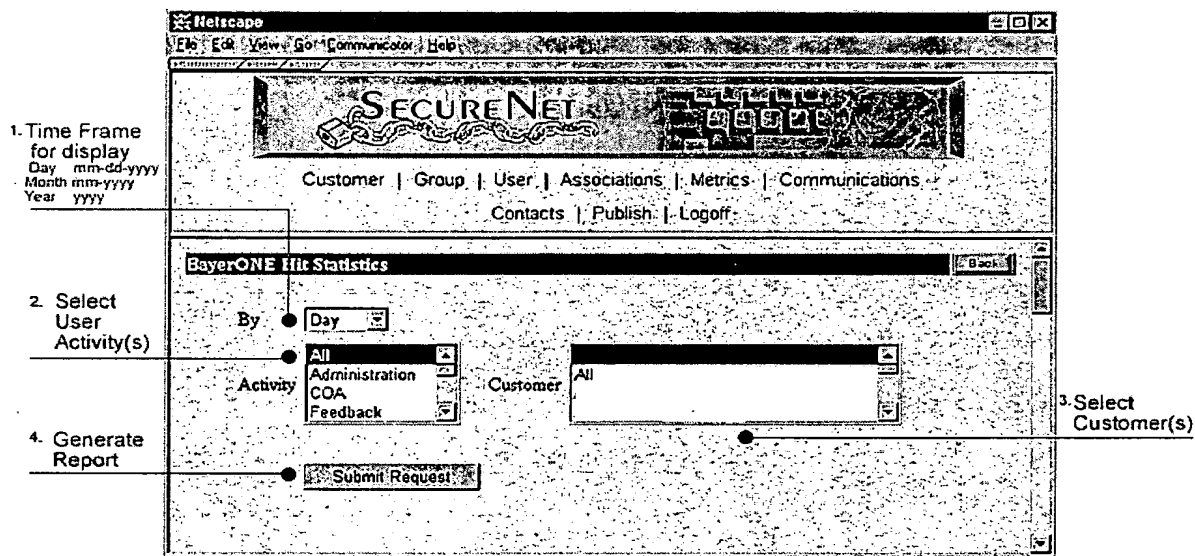 Netscape
File Edit View Go Communicator Help
SECURENET
Customer | Group | User | Associations | Metrics | Communications
Contacts | Publish | Logoff
1. Time Frame
for display
Day mm-dd-yyyy
Month mm-yyyy
Year yyyy
BayerONE Hit Statistics
Back
2. Select
User
Activity(s)
By Day
Activity
All
Administration
COA
Feedback
Customer
All
3. Select
Customer(s)
4. Generate
Report
Submit Request